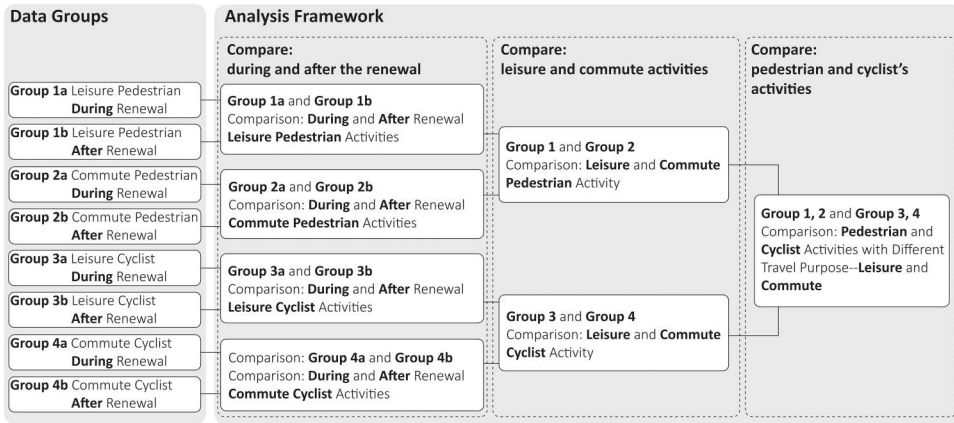 Data Groups
Group 1a Leisure Pedestrian
During Renewal
Group 1b Leisure Pedestrian
After Renewal
Group 2a Commute Pedestrian
During Renewal
Group 2b Commute Pedestrian
After Renewal
Group 3a Leisure Cyclist
During Renewal
Group 3b Leisure Cyclist
After Renewal
Group 4a Commute Cyclist
During Renewal
Group 4b Commute Cyclist
After Renewal
Analysis Framework
Compare:
during and after the renewal
Group 1a and Group 1b
Comparison: During and After Renewal
Leisure Pedestrian Activities
Group 2a and Group 2b
Comparison: During and After Renewal
Commute Pedestrian Activities
Group 3a and Group 3b
Comparison: During and After Renewal
Leisure Cyclist Activities
Comparison: Group 4a and Group 4b
Comparison: During and After Renewal
Commute Cyclist Activities
Compare:
leisure and commute activities
Group 1 and Group 2
Comparison: Leisure and Commute
Pedestrian Activity
Group 3 and Group 4
Comparison: Leisure and Commute
Cyclist Activity
Compare:
pedestrian and cyclist's
activities
Group 1, 2 and Group 3, 4
Comparison: Pedestrian and
Cyclist Activities with Different
Travel Purpose--Leisure and
Commute